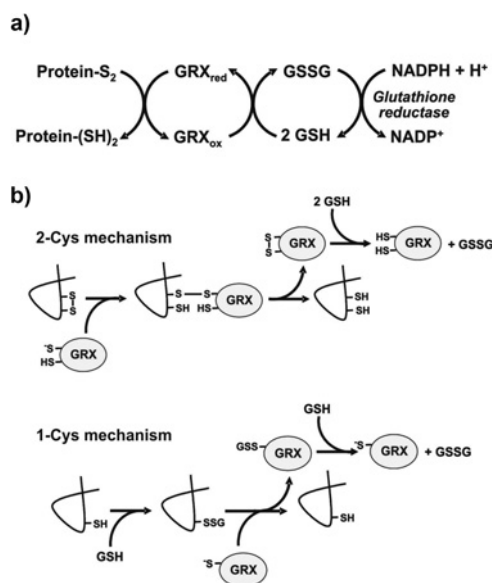 a)
Protein-S2 GRXred GSSG NADPH + H+
Glutathione
reductase
Protein-(SH)2 GRXox 2 GSH NADP+
b)
2 GSH
2-Cys mechanism
S
S
GRX
HS
HS
GRX
+ GSSG
S
S
S — S
SH
HS
GRX
SH
SH
-S
HS
GRX
GSH
1-Cys mechanism
GSS
GRX
-S
GRX
+ GSSG
SH
SSG
SH
GSH
-S
GRX